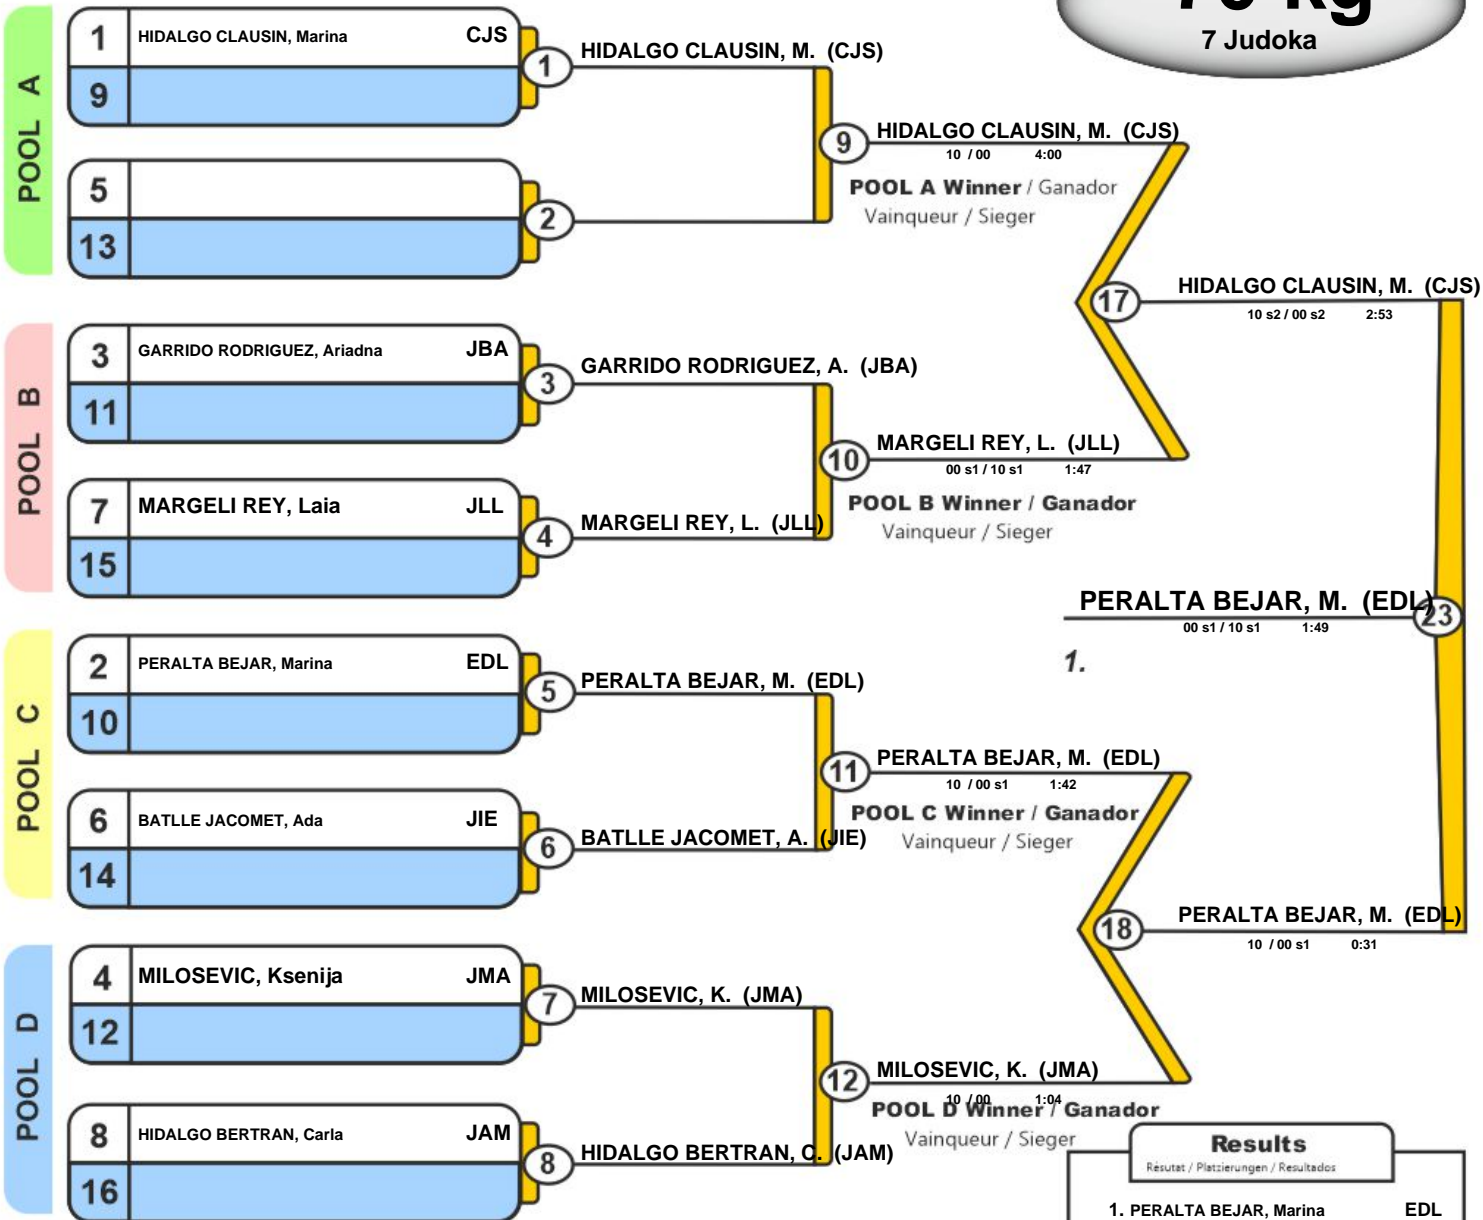 70 kg
7 Judoka
POOL A
1 HIDALGO CLAUSIN, Marina CJS
9
5
13
1 HIDALGO CLAUSIN, M. (CJS)
2
9 HIDALGO CLAUSIN, M. (CJS)
10 / 00 4:00
POOL A Winner / Ganador
Vainqueur / Sieger
POOL B
3 GARRIDO RODRIGUEZ, Ariadna JBA
11
7 MARGELI REY, Laia JLL
15
3 GARRIDO RODRIGUEZ, A. (JBA)
4 MARGELI REY, L. (JLL)
10 MARGELI REY, L. (JLL)
00 s1 / 10 s1 1:47
POOL B Winner / Ganador
Vainqueur / Sieger
17 HIDALGO CLAUSIN, M. (CJS)
10 s2 / 00 s2 2:53
PERALTA BEJAR, M. (EDL) 23
00 s1 / 10 s1 1:49
1.
POOL C
2 PERALTA BEJAR, Marina EDL
10
6 BATLLE JACOMET, Ada JIE
14
5 PERALTA BEJAR, M. (EDL)
6 BATLLE JACOMET, A. (JIE)
11 PERALTA BEJAR, M. (EDL)
10 / 00 s1 1:42
POOL C Winner / Ganador
Vainqueur / Sieger
18 PERALTA BEJAR, M. (EDL)
10 / 00 s1 0:31
POOL D
4 MILOSEVIC, Ksenija JMA
12
8 HIDALGO BERTRAN, Carla JAM
16
7 MILOSEVIC, K. (JMA)
8 HIDALGO BERTRAN, C. (JAM)
12 MILOSEVIC, K. (JMA)
10 / 00 1:04
POOL D Winner / Ganador
Vainqueur / Sieger
Results
Résutat / Platzierungen / Resultados
1. PERALTA BEJAR, Marina EDL